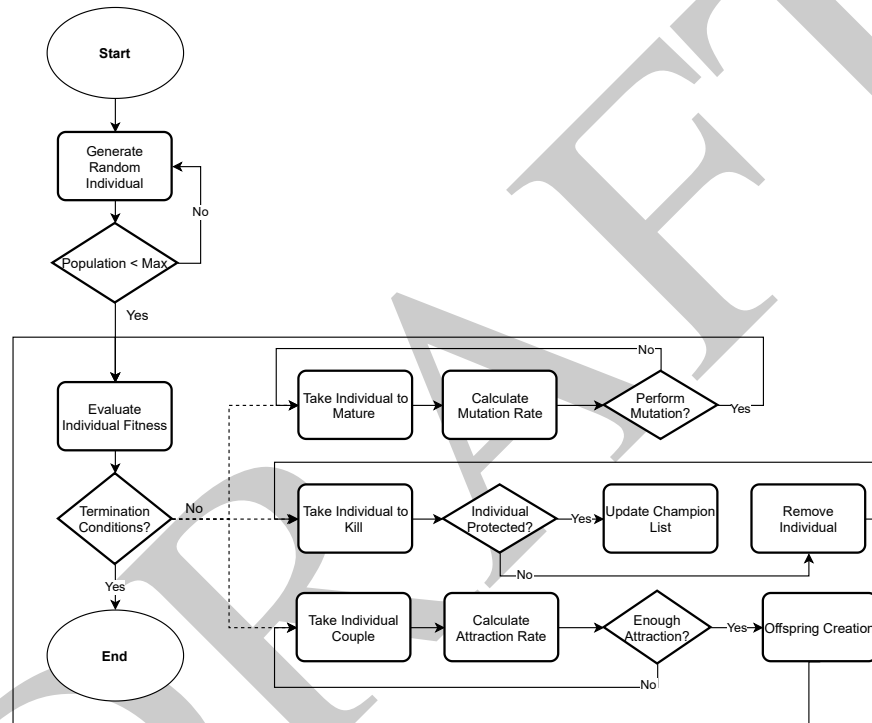 Start
Generate
Random
Individual
No
Population < Max
Yes
Evaluate
Individual Fitness
Termination
Conditions?
No
Yes
End
No
Take Individual to
Mature
Calculate
Mutation Rate
Perform
Mutation?
Yes
Take Individual to
Kill
Individual
Protected?
Yes
Update Champion
List
Remove
Individual
No
Take Individual
Couple
Calculate
Attraction Rate
Enough
Attraction?
Yes
Offspring Creation
No
DRAFT